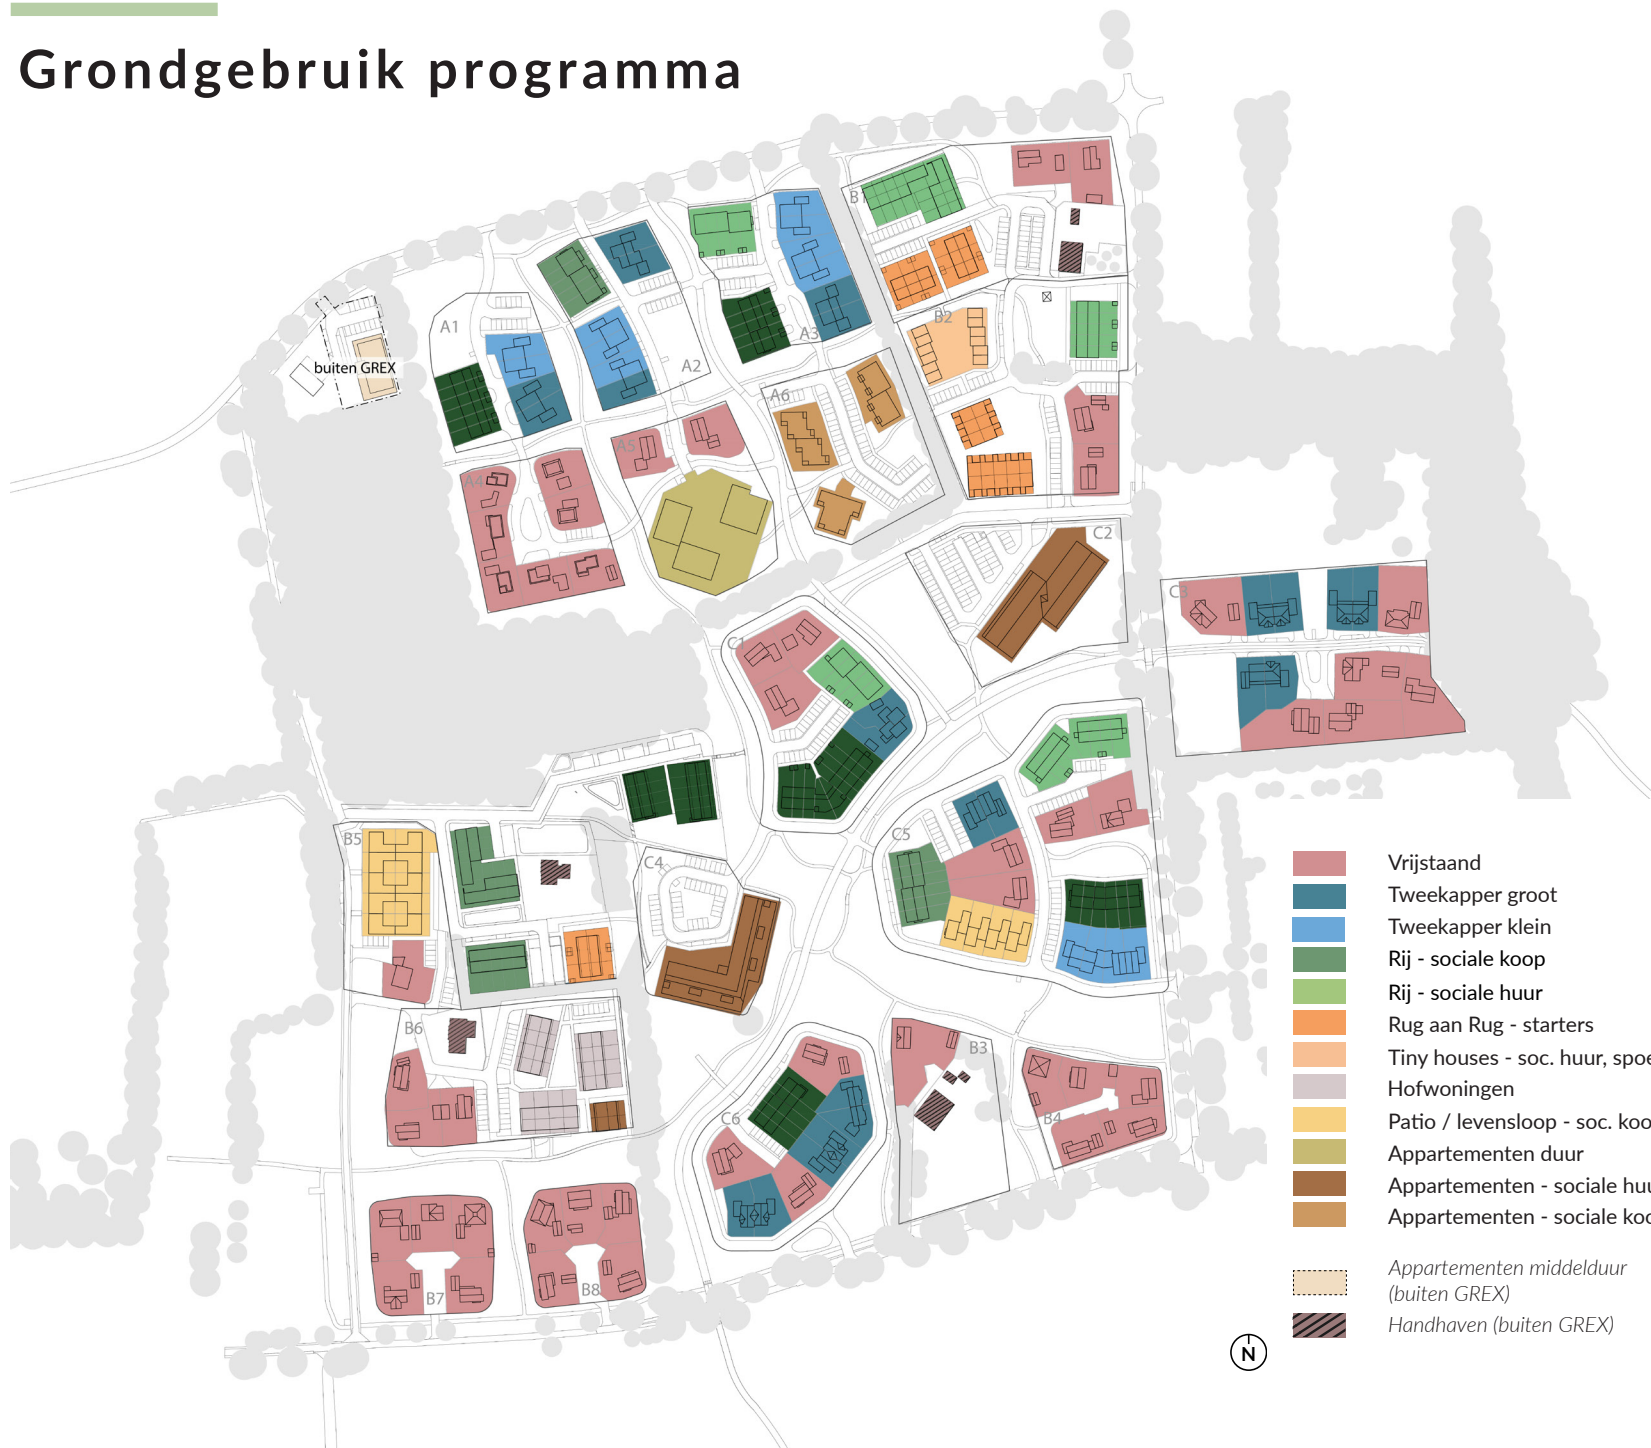 Grondgebruik programma
B1
A1
B2
A3
buiten GREX
A2
A6
A5
A4
C2
C3
C1
C5
B5
C4
B6
B3
C6
B4
B7
B8
Vrijstaand
Tweekapper groot
Tweekapper klein
Rij - sociale koop
Rij - sociale huur
Rug aan Rug - starters
Tiny houses - soc. huur, spoe
Hofwoningen
Patio / levensloop - soc. koo
Appartementen duur
Appartementen - sociale huu
Appartementen - sociale koo
Appartementen middelduur
(buiten GREX)
Handhaven (buiten GREX)
N